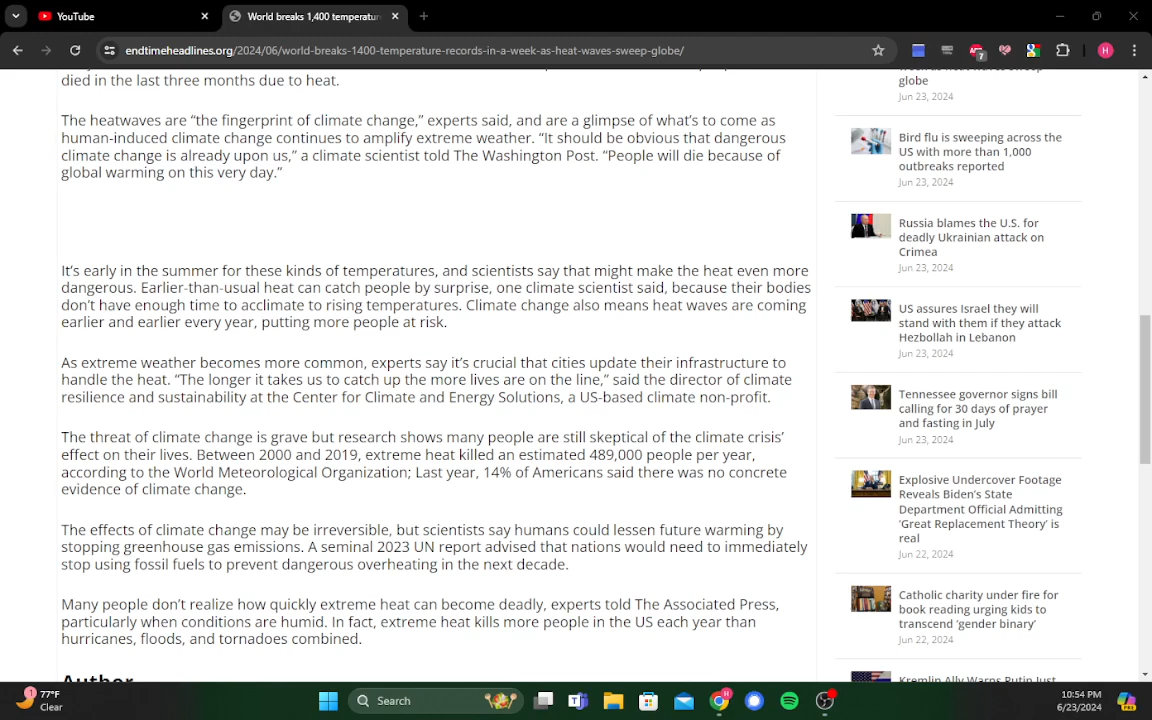 YouTube
World breaks 1,400 temperatur
endtimeheadlines.org/2024/06/world-breaks-1400-temperature-records-in-a-week-as-heat-waves-sweep-globe/
7
H
died in the last three months due to heat.
The heatwaves are “the fingerprint of climate change,” experts said, and are a glimpse of what’s to come as
human-induced climate change continues to amplify extreme weather. “It should be obvious that dangerous
climate change is already upon us,” a climate scientist told The Washington Post. “People will die because of
global warming on this very day.”
It’s early in the summer for these kinds of temperatures, and scientists say that might make the heat even more
dangerous. Earlier-than-usual heat can catch people by surprise, one climate scientist said, because their bodies
don’t have enough time to acclimate to rising temperatures. Climate change also means heat waves are coming
earlier and earlier every year, putting more people at risk.
As extreme weather becomes more common, experts say it’s crucial that cities update their infrastructure to
handle the heat. “The longer it takes us to catch up the more lives are on the line,” said the director of climate
resilience and sustainability at the Center for Climate and Energy Solutions, a US-based climate non-profit.
The threat of climate change is grave but research shows many people are still skeptical of the climate crisis’
effect on their lives. Between 2000 and 2019, extreme heat killed an estimated 489,000 people per year,
according to the World Meteorological Organization; Last year, 14% of Americans said there was no concrete
evidence of climate change.
The effects of climate change may be irreversible, but scientists say humans could lessen future warming by
stopping greenhouse gas emissions. A seminal 2023 UN report advised that nations would need to immediately
stop using fossil fuels to prevent dangerous overheating in the next decade.
Many people don’t realize how quickly extreme heat can become deadly, experts told The Associated Press,
particularly when conditions are humid. In fact, extreme heat kills more people in the US each year than
hurricanes, floods, and tornadoes combined.
Author
week as heat waves sweep
globe
Jun 23, 2024
Bird flu is sweeping across the
US with more than 1,000
outbreaks reported
Jun 23, 2024
Russia blames the U.S. for
deadly Ukrainian attack on
Crimea
Jun 23, 2024
US assures Israel they will
stand with them if they attack
Hezbollah in Lebanon
Jun 23, 2024
Tennessee governor signs bill
calling for 30 days of prayer
and fasting in July
Jun 23, 2024
Explosive Undercover Footage
Reveals Biden’s State
Department Official Admitting
‘Great Replacement Theory’ is
real
Jun 22, 2024
Catholic charity under fire for
book reading urging kids to
transcend ‘gender binary’
Jun 22, 2024
Kremlin Ally Warns Putin Just
1
77°F
Clear
Search
10:54 PM
6/23/2024